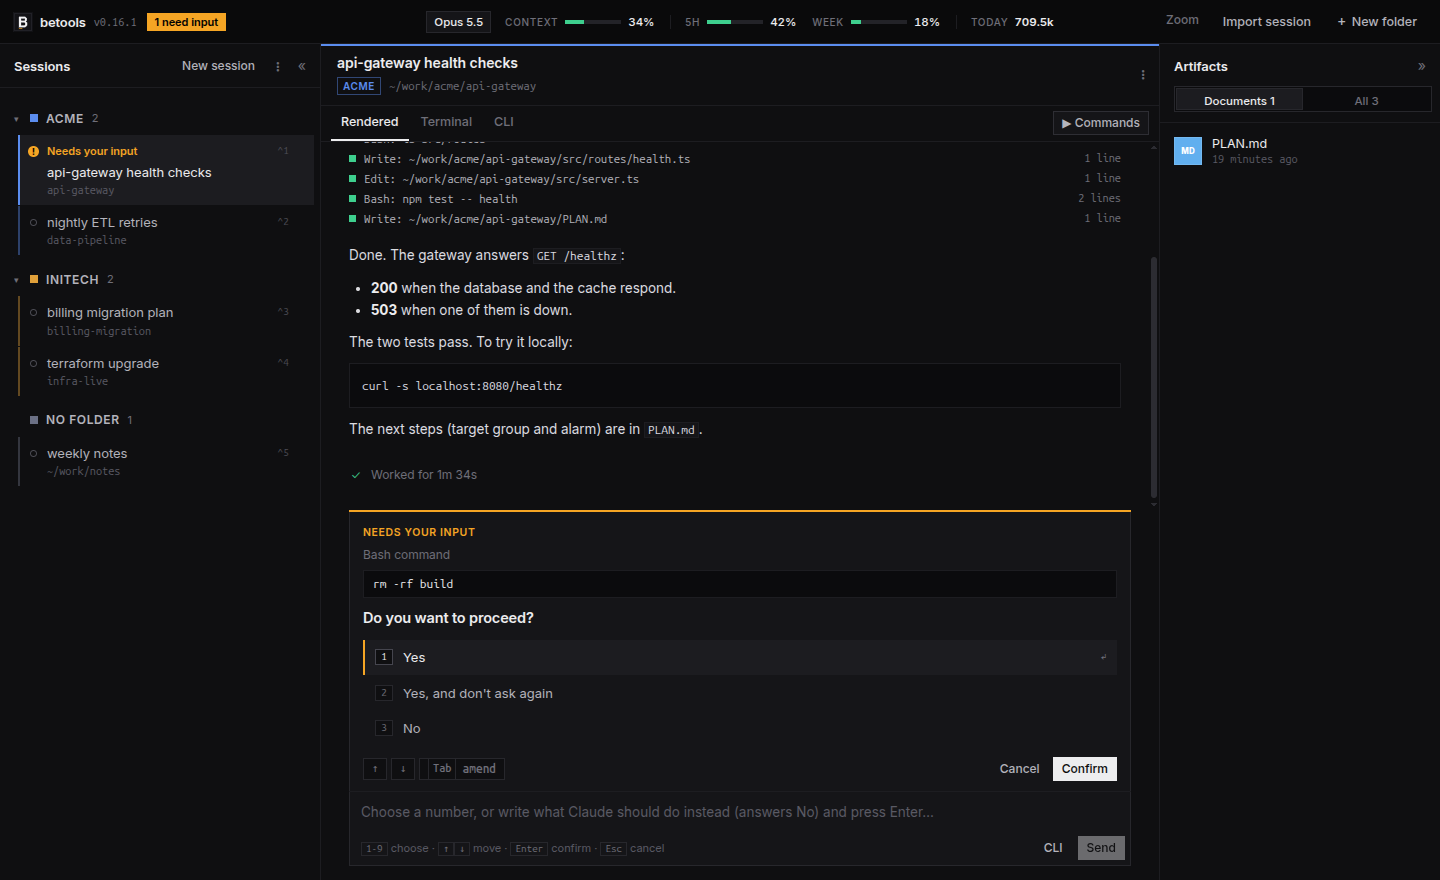 B betools v0.16.1 1 need input
Opus 5.5 CONTEXT 34% 5H 42% WEEK 18% TODAY 709.5k
Zoom Import session + New folder
Sessions New session
ACME 2
Needs your input ^1
api-gateway health checks
api-gateway
nightly ETL retries ^2
data-pipeline
INITECH 2
billing migration plan ^3
billing-migration
terraform upgrade ^4
infra-live
NO FOLDER 1
weekly notes ^5
~/work/notes
api-gateway health checks
ACME ~/work/acme/api-gateway
Rendered Terminal CLI ▶ Commands
Write: ~/work/acme/api-gateway/src/routes/health.ts 1 line
Edit: ~/work/acme/api-gateway/src/server.ts 1 line
Bash: npm test -- health 2 lines
Write: ~/work/acme/api-gateway/PLAN.md 1 line
Done. The gateway answers GET /healthz:
• 200 when the database and the cache respond.
• 503 when one of them is down.
The two tests pass. To try it locally:
curl -s localhost:8080/healthz
The next steps (target group and alarm) are in PLAN.md.
✓ Worked for 1m 34s
NEEDS YOUR INPUT
Bash command
rm -rf build
Do you want to proceed?
1 Yes ↲
2 Yes, and don't ask again
3 No
↑ ↓ Tab amend Cancel Confirm
Choose a number, or write what Claude should do instead (answers No) and press Enter...
1-9 choose · ↑ ↓ move · Enter confirm · Esc cancel CLI Send
Artifacts »
Documents 1 All 3
MD PLAN.md
19 minutes ago